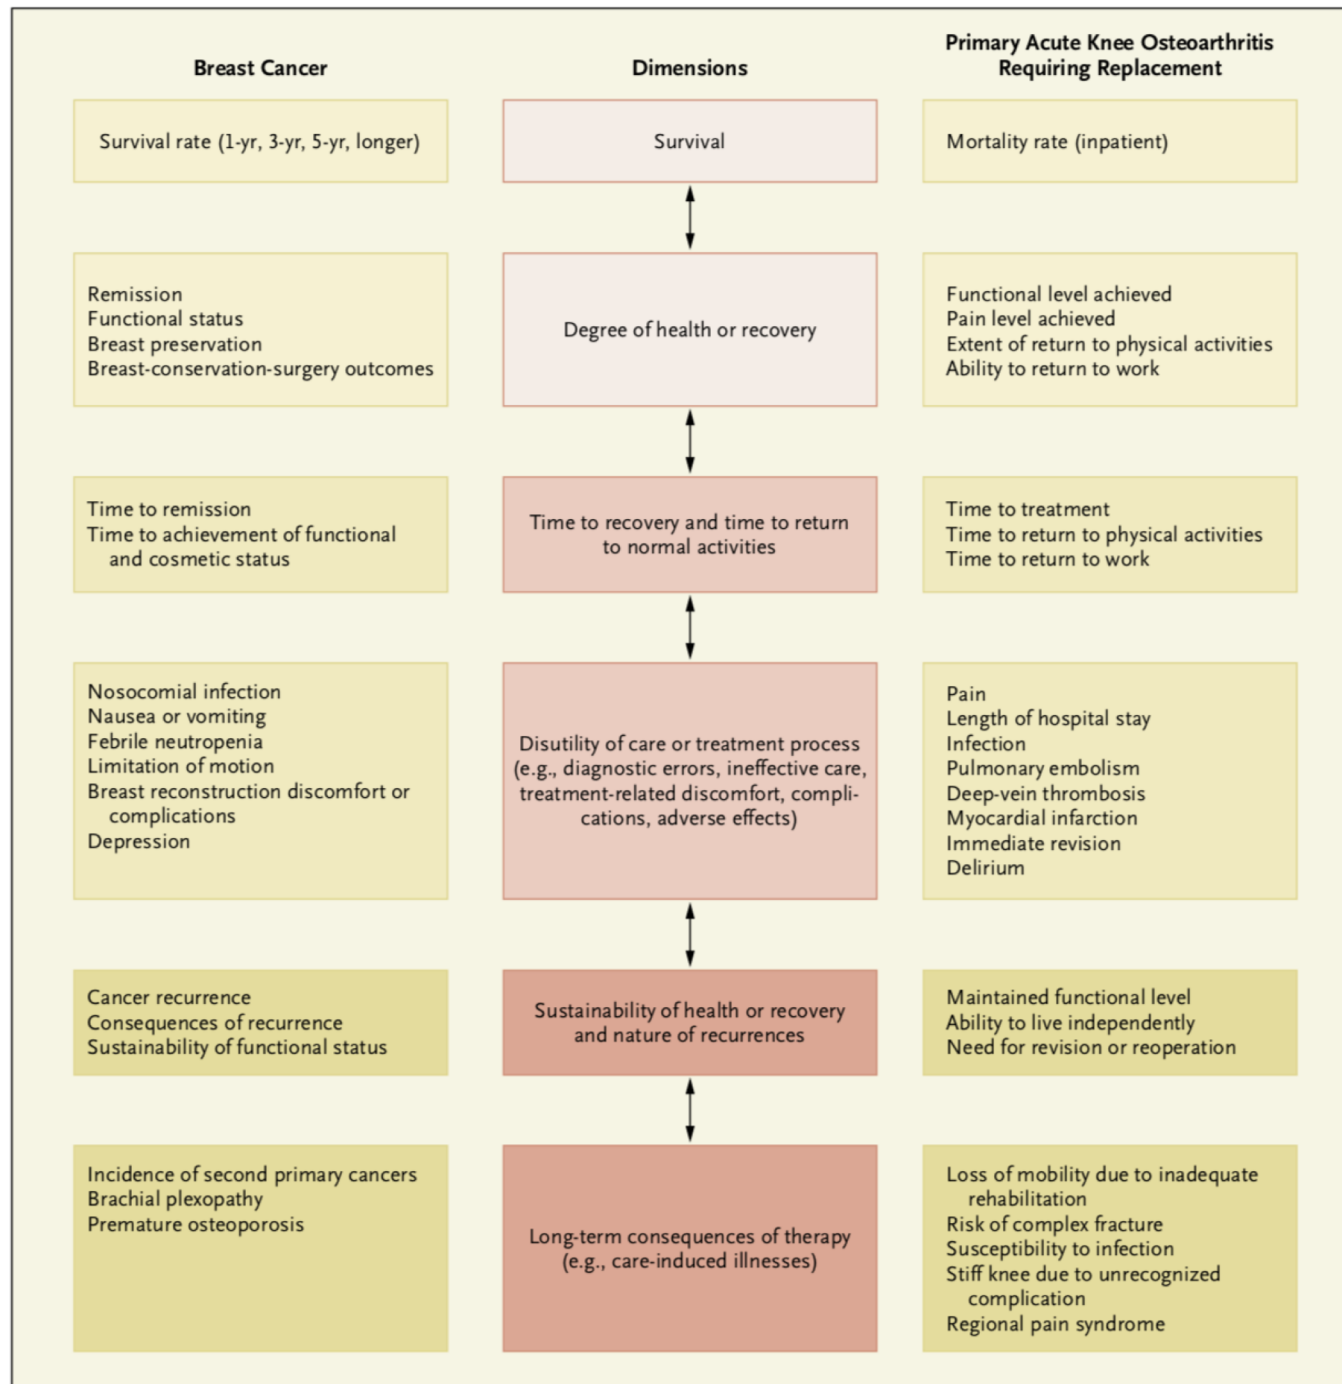 Breast Cancer
Dimensions
Primary Acute Knee Osteoarthritis
Requiring Replacement
Survival rate (1-yr, 3-yr, 5-yr, longer)
Survival
Mortality rate (inpatient)
Remission
Functional status
Breast preservation
Breast-conservation-surgery outcomes
Degree of health or recovery
Functional level achieved
Pain level achieved
Extent of return to physical activities
Ability to return to work
Time to remission
Time to achievement of functional
and cosmetic status
Time to recovery and time to return
to normal activities
Time to treatment
Time to return to physical activities
Time to return to work
Nosocomial infection
Nausea or vomiting
Febrile neutropenia
Limitation of motion
Breast reconstruction discomfort or
complications
Depression
Disutility of care or treatment process
(e.g., diagnostic errors, ineffective care,
treatment-related discomfort, compli-
cations, adverse effects)
Pain
Length of hospital stay
Infection
Pulmonary embolism
Deep-vein thrombosis
Myocardial infarction
Immediate revision
Delirium
Cancer recurrence
Consequences of recurrence
Sustainability of functional status
Sustainability of health or recovery
and nature of recurrences
Maintained functional level
Ability to live independently
Need for revision or reoperation
Incidence of second primary cancers
Brachial plexopathy
Premature osteoporosis
Long-term consequences of therapy
(e.g., care-induced illnesses)
Loss of mobility due to inadequate
rehabilitation
Risk of complex fracture
Susceptibility to infection
Stiff knee due to unrecognized
complication
Regional pain syndrome